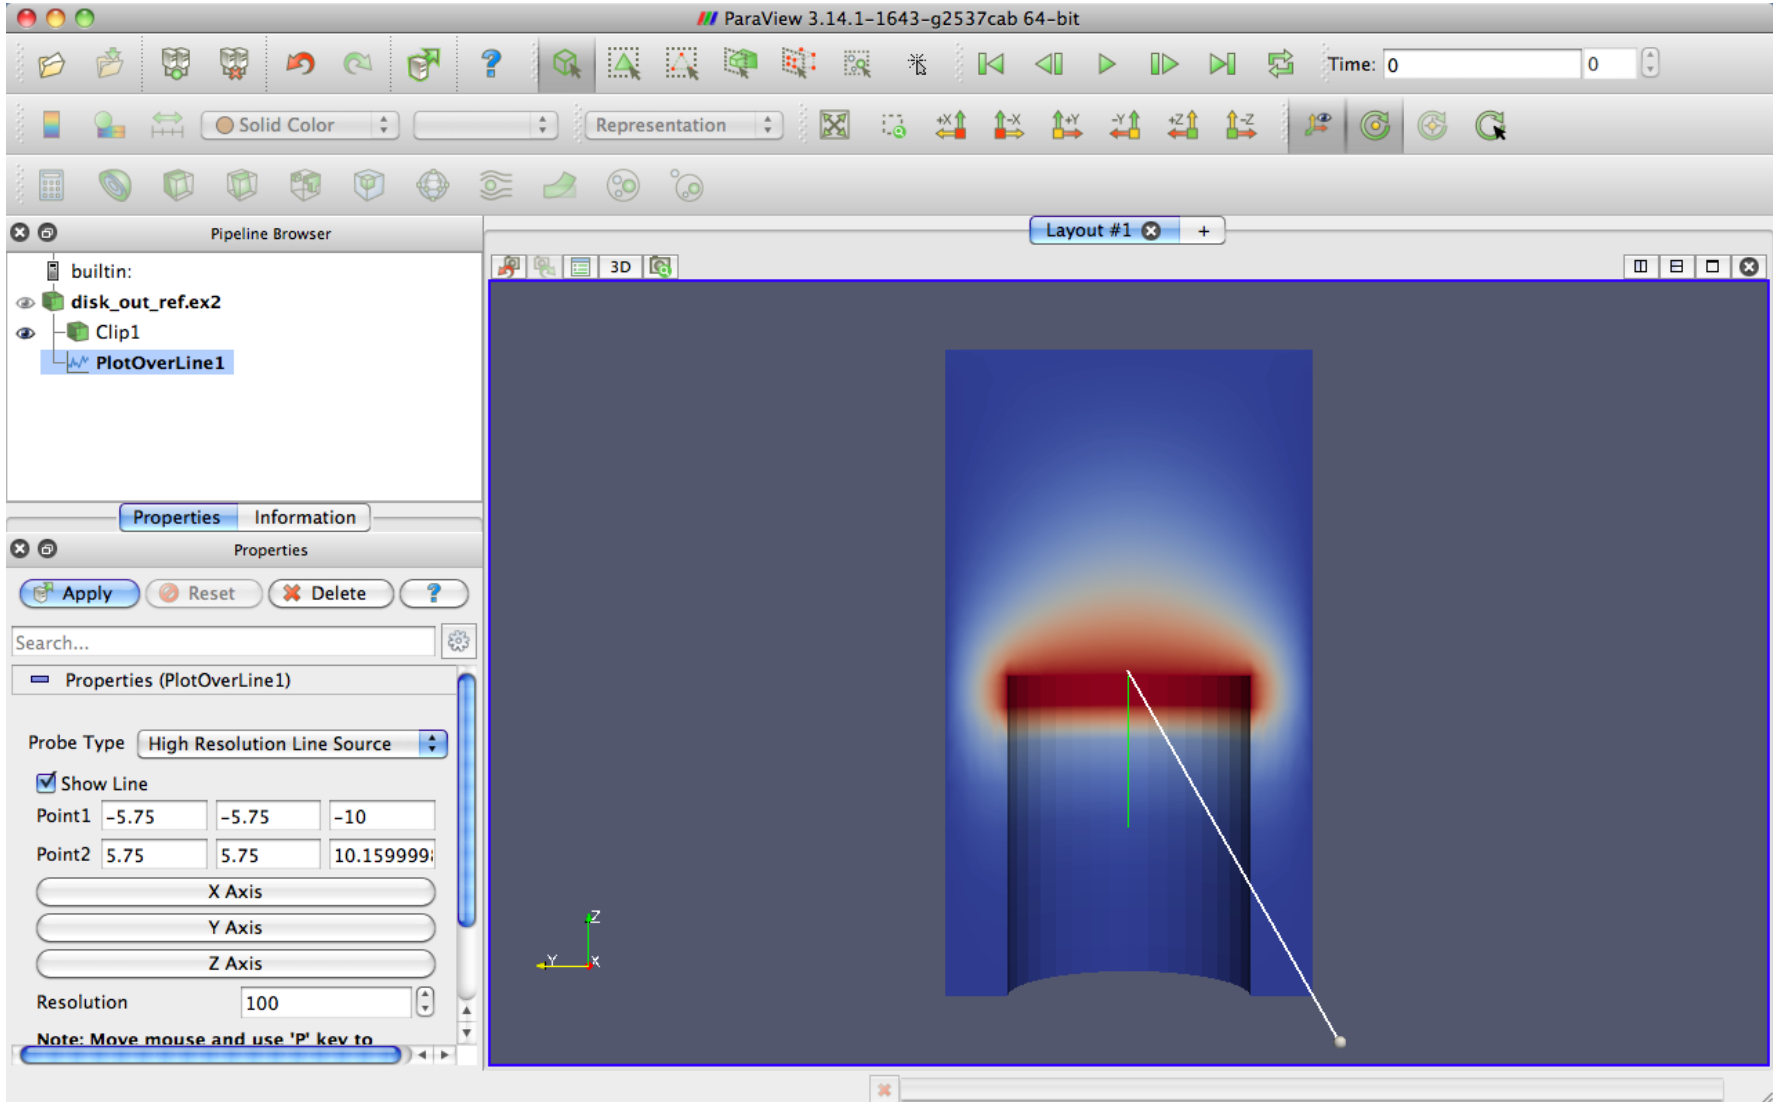 ParaView 3.14.1-1643-g2537cab 64-bit
Time: 0 0
Solid Color Representation +X -X +Y -Y +Z -Z
Pipeline Browser
Layout #1 +
builtin:
3D
disk_out_ref.ex2
Clip1
PlotOverLine1
Properties Information
Properties
Apply Reset Delete ?
Search...
Properties (PlotOverLine1)
Probe Type High Resolution Line Source
Show Line
Point1 -5.75 -5.75 -10
Point2 5.75 5.75 10.159999
X Axis
Y Axis
Z Axis
Resolution 100
Note: Move mouse and use 'P' key to
Z
Y X